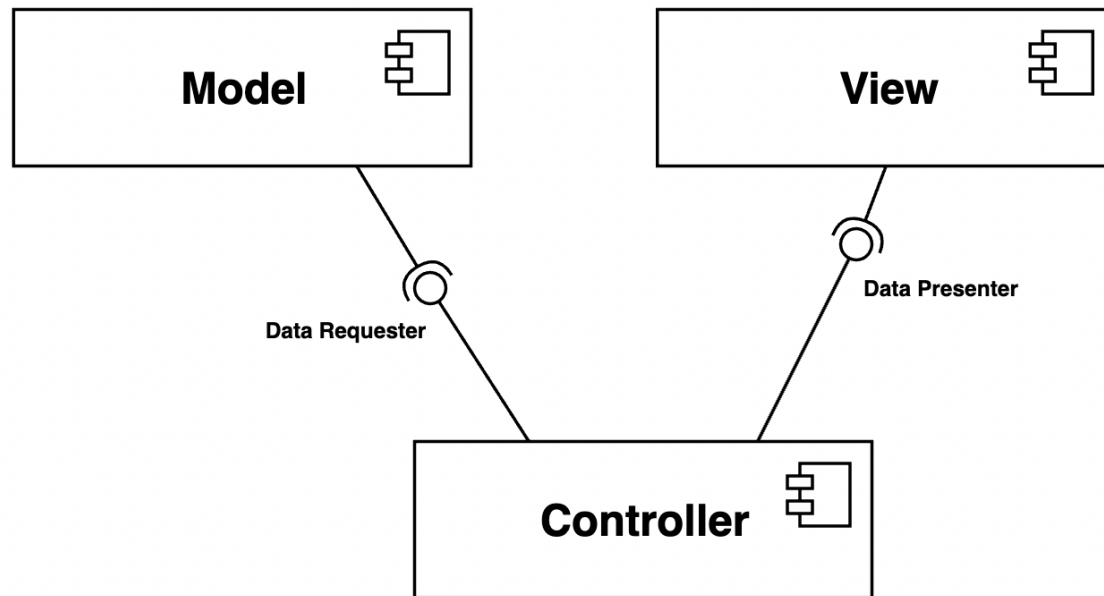 Model
View
Data Requester
Data Presenter
Controller